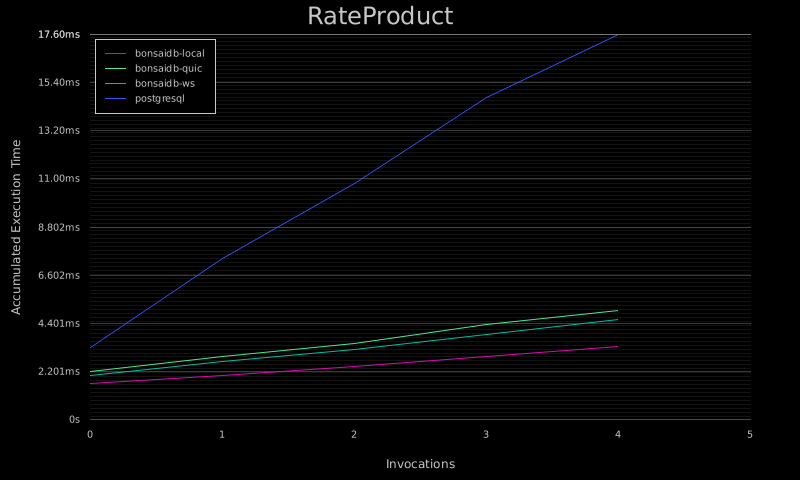 RateProduct
17.60ms
bonsaidb-local
bonsaidb-quic
bonsaidb-ws
postgresql
15.40ms
13.20ms
11.00ms
8.802ms
6.602ms
4.401ms
2.201ms
0s
Accumulated Execution Time
0 1 2 3 4 5
Invocations